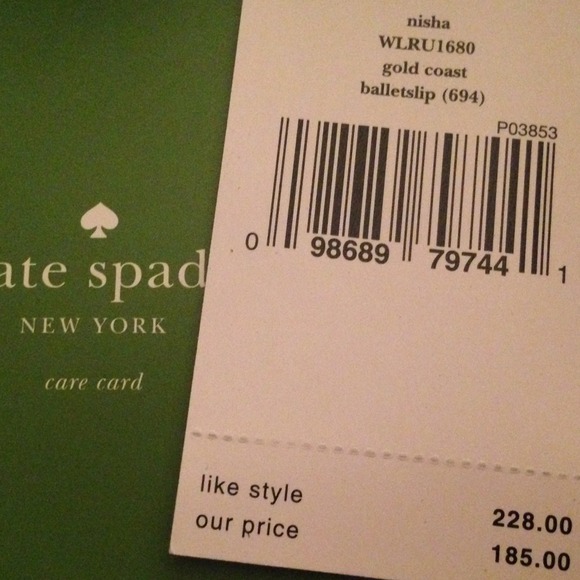 ate spad
NEW YORK
care card
nisha
WLRU1680
gold coast
balletslip (694)
P03853
0 98689 79744 1
like style 228.00
our price 185.00